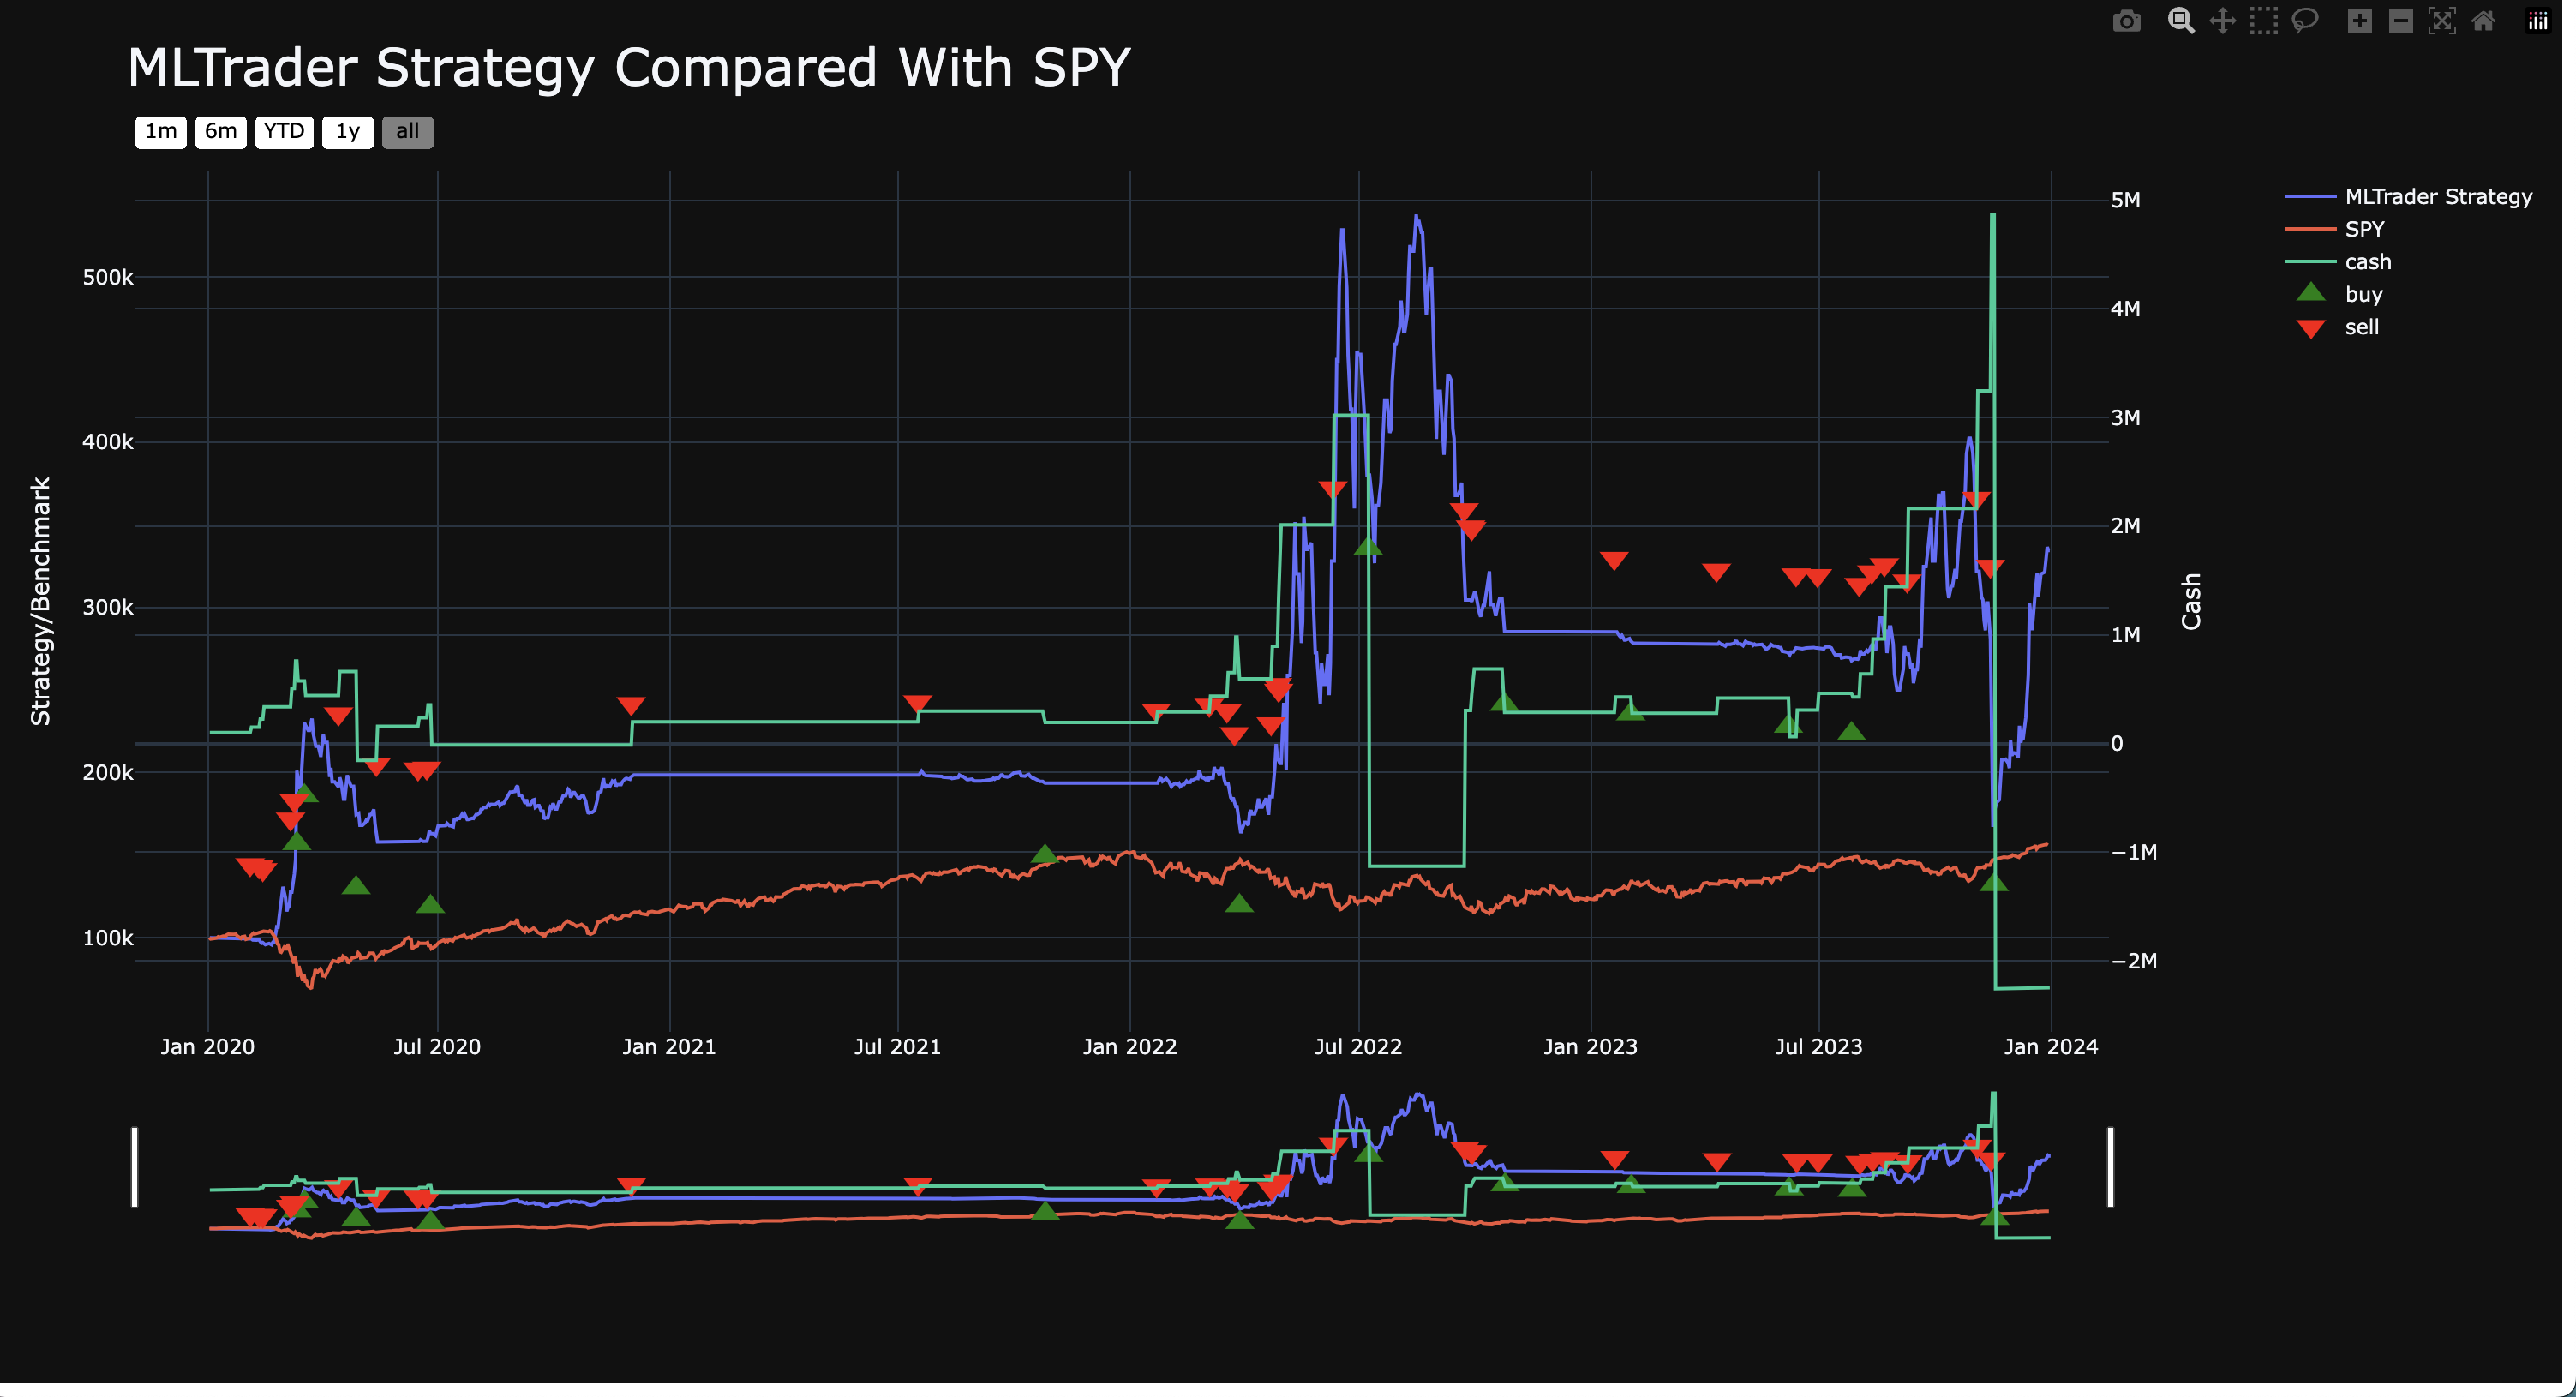 MLTrader Strategy Compared With SPY
1m 6m YTD 1y all
MLTrader Strategy
SPY
cash
buy
sell
Strategy/Benchmark
500k
400k
300k
200k
100k
5M
4M
3M
2M
1M
0
−1M
−2M
Cash
Jan 2020 Jul 2020 Jan 2021 Jul 2021 Jan 2022 Jul 2022 Jan 2023 Jul 2023 Jan 2024